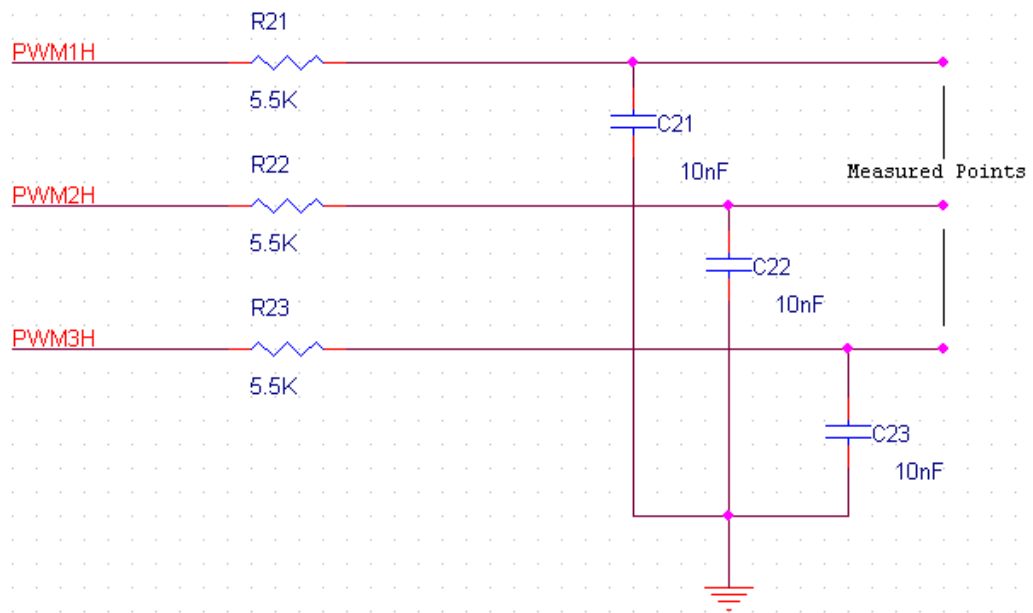 R21
PWM1H
5.5K
C21
10nF
Measured Points
R22
PWM2H
5.5K
C22
10nF
R23
PWM3H
5.5K
C23
10nF